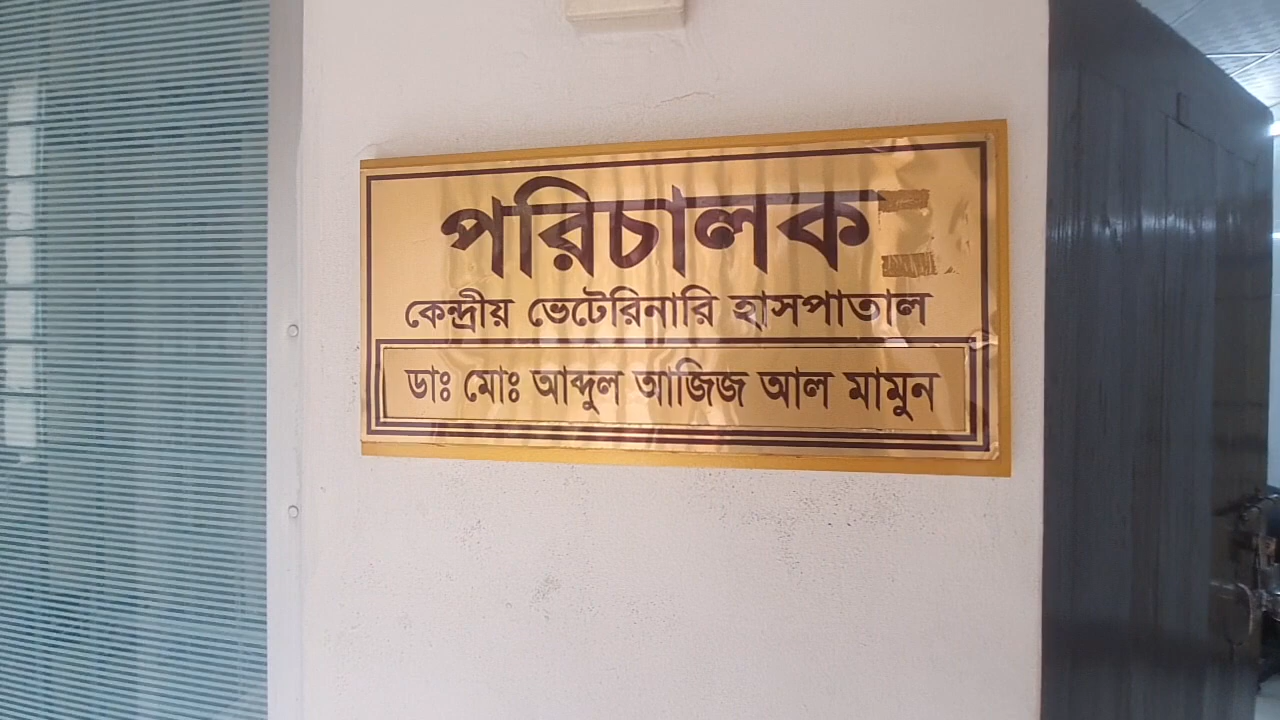 পরিচালক
কেন্দ্রীয় ভেটেরিনারি হাসপাতাল
ডাঃ মোঃ আব্দুল আজিজ আল মামুন